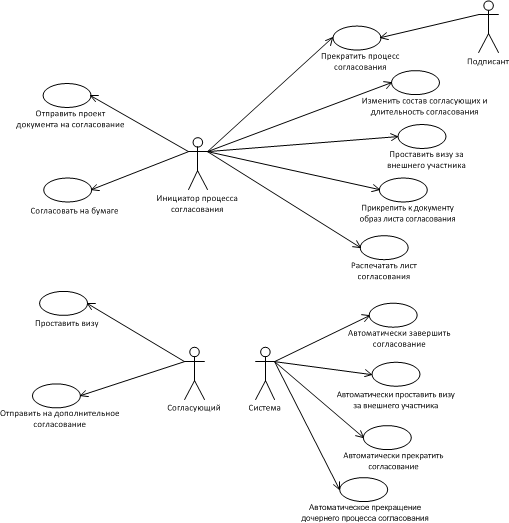 Прекратить процесс
согласования
Подписант
Отправить проект
документа на согласование
Изменить состав согласующих и
длительность согласования
Проставить визу за
внешнего участника
Согласовать на бумаге
Инициатор процесса
согласования
Прикрепить к документу
образ листа согласования
Распечатать лист
согласования
Проставить визу
Автоматически завершить
согласование
Отправить на дополнительное
согласование
Согласующий
Система
Автоматически проставить визу
за внешнего участника
Автоматически прекратить
согласование
Автоматическое прекращение
дочернего процесса согласования